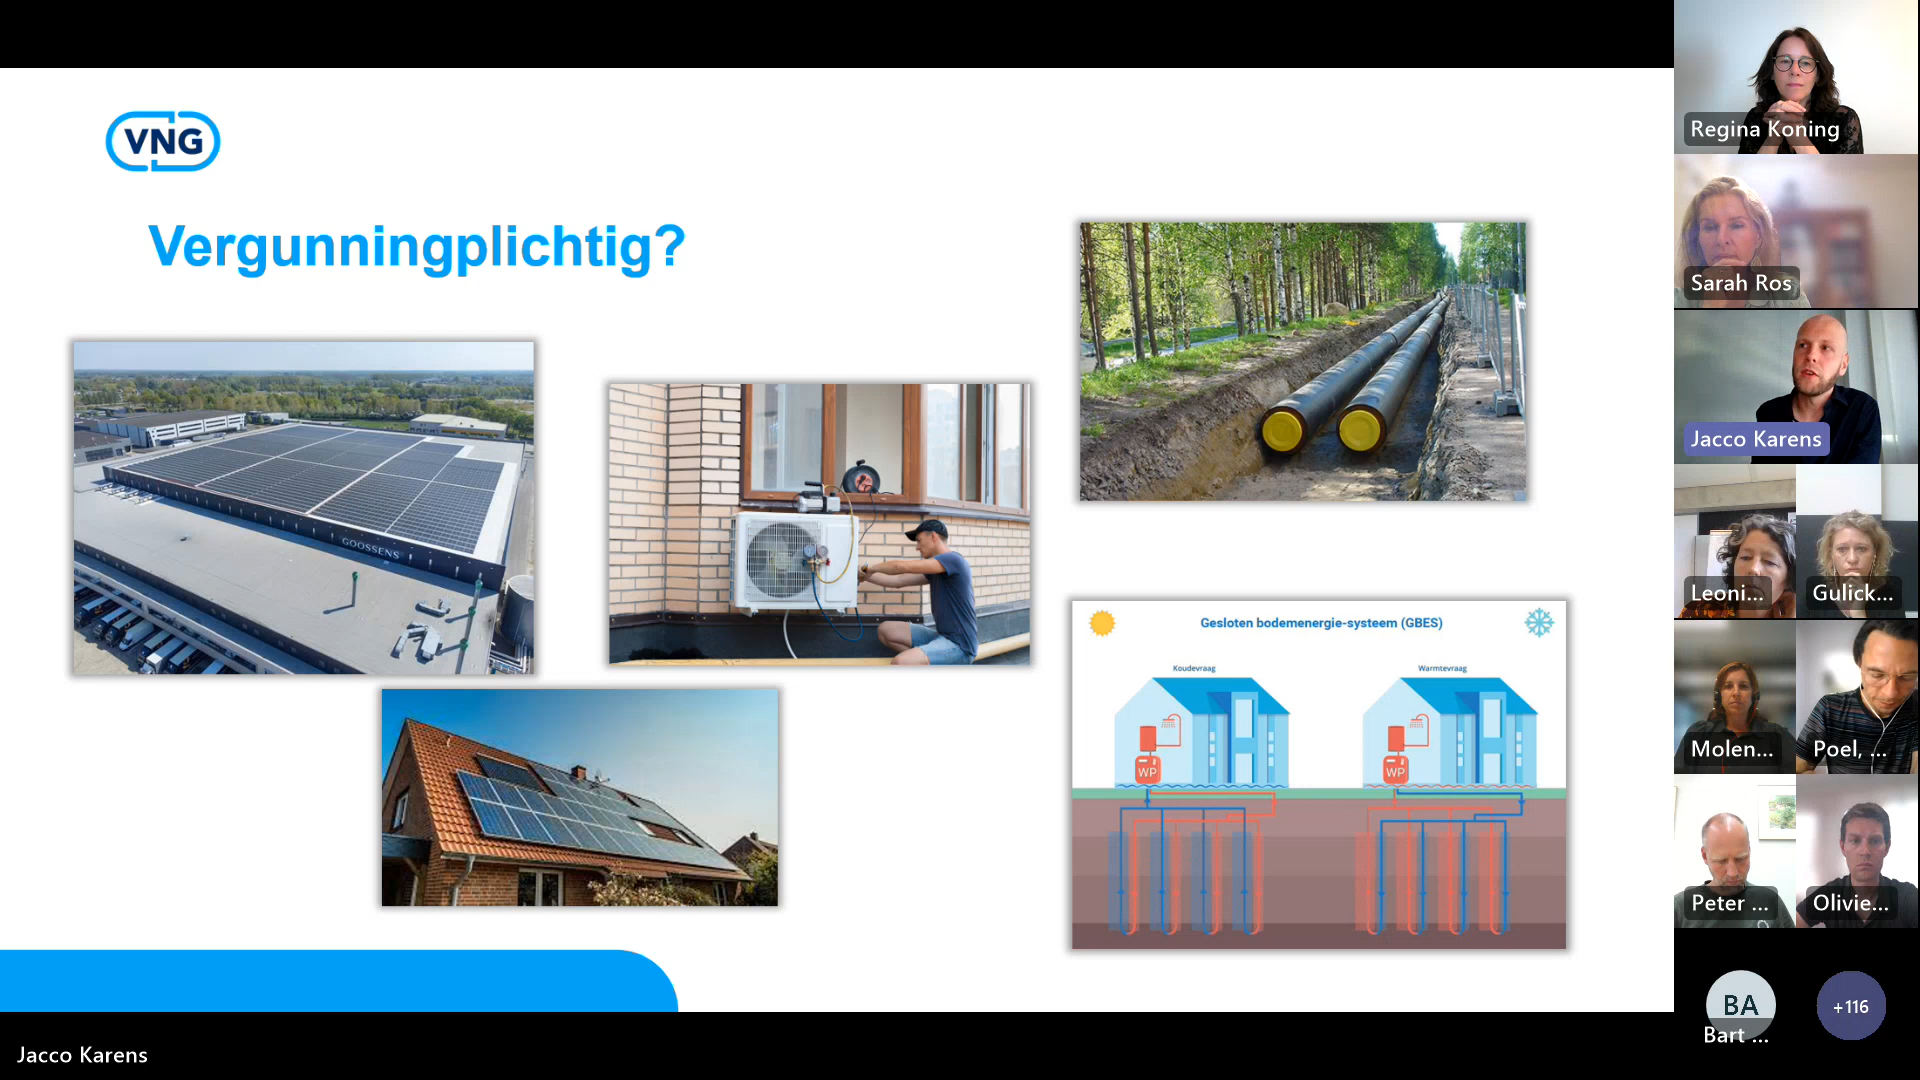 VNG
Vergunningplichtig?
GOOSSENS
Gesloten bodemenergie-systeem (GBES)
Koudevraag
Warmtevraag
WP
WP
Regina Koning
Sarah Ros
Jacco Karens
Leoni...
Gulick...
Molen...
Poel, ...
Peter ...
Olivie...
BA
Bart ...
+116
Jacco Karens